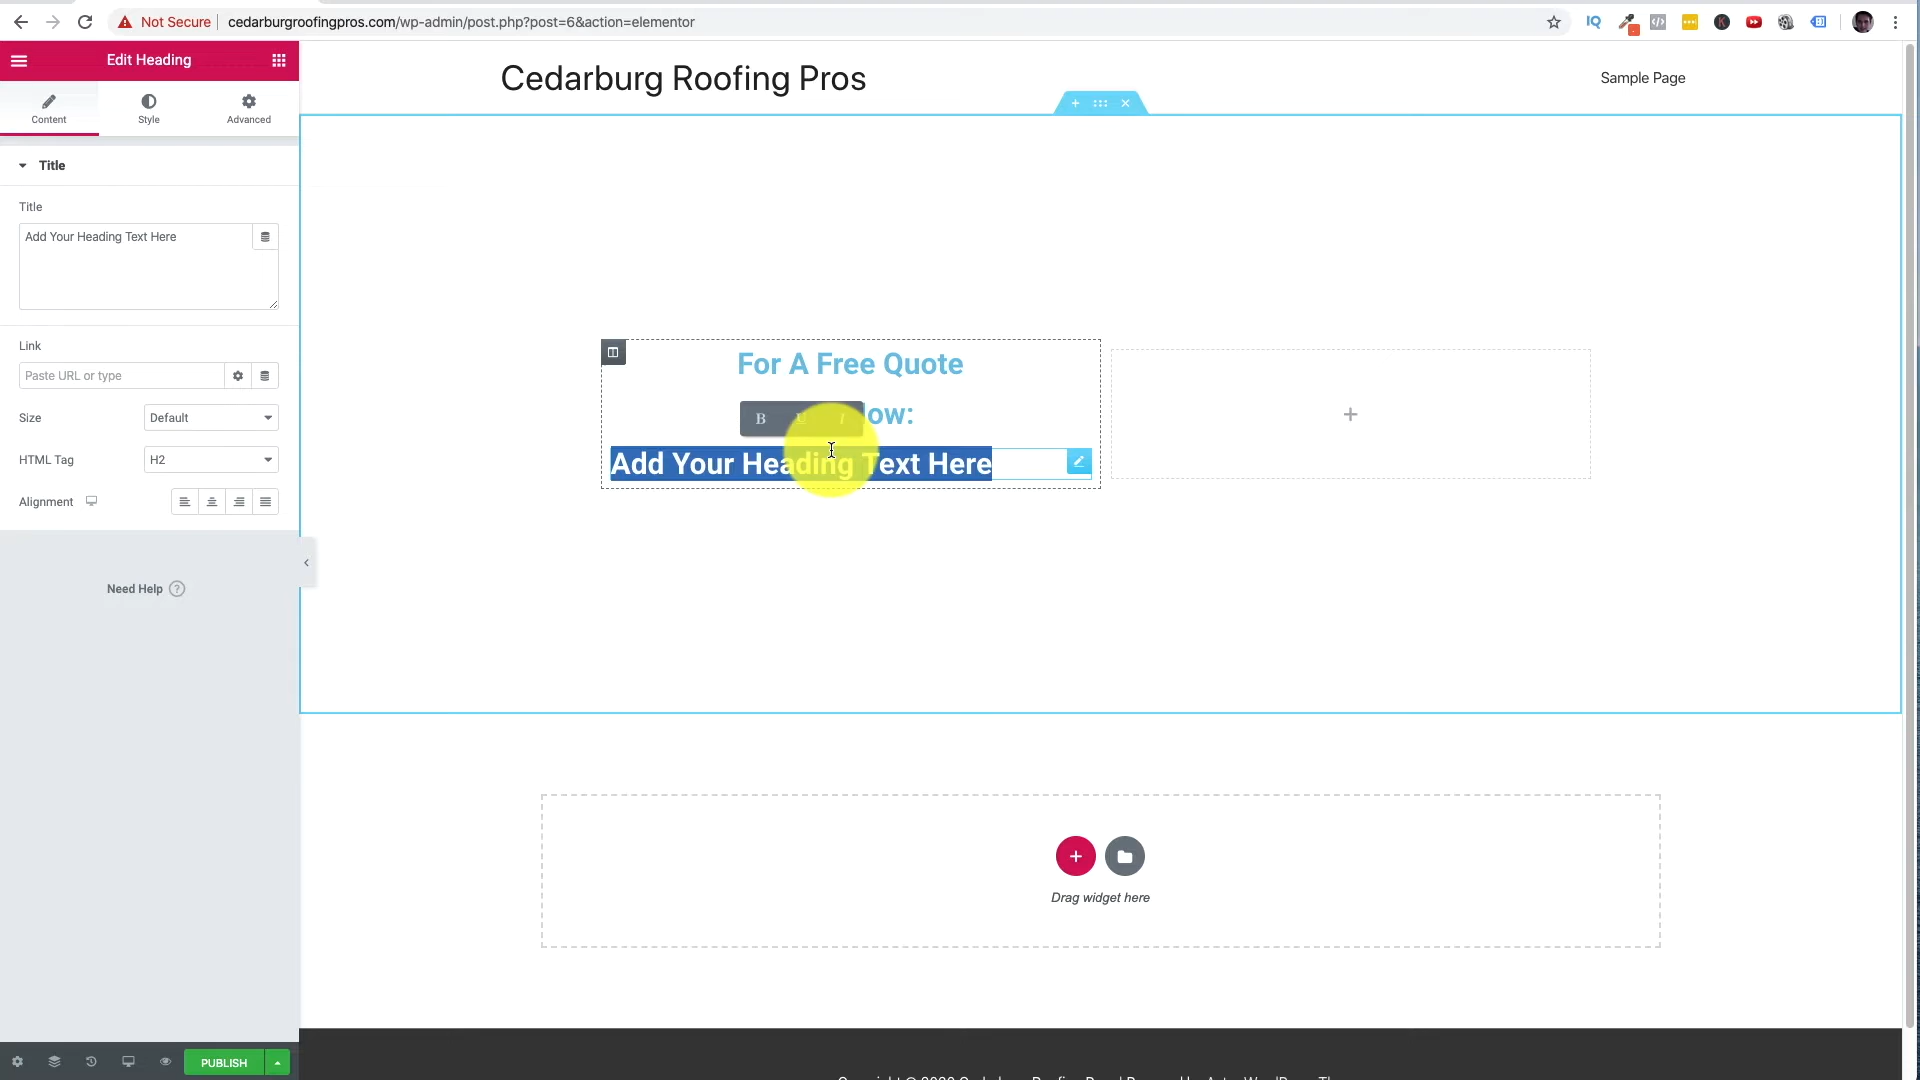 Not Secure
cedarburgroofingpros.com/wp-admin/post.php?post=6&action=elementor
IQ
Edit Heading
Cedarburg Roofing Pros
Sample Page
Content
Style
Advanced
Title
Title
Add Your Heading Text Here
Link
Paste URL or type
Size
Default
HTML Tag
H2
Alignment
Need Help
For A Free Quote
ow:
B U I
Add Your Heading Text Here
Drag widget here
PUBLISH